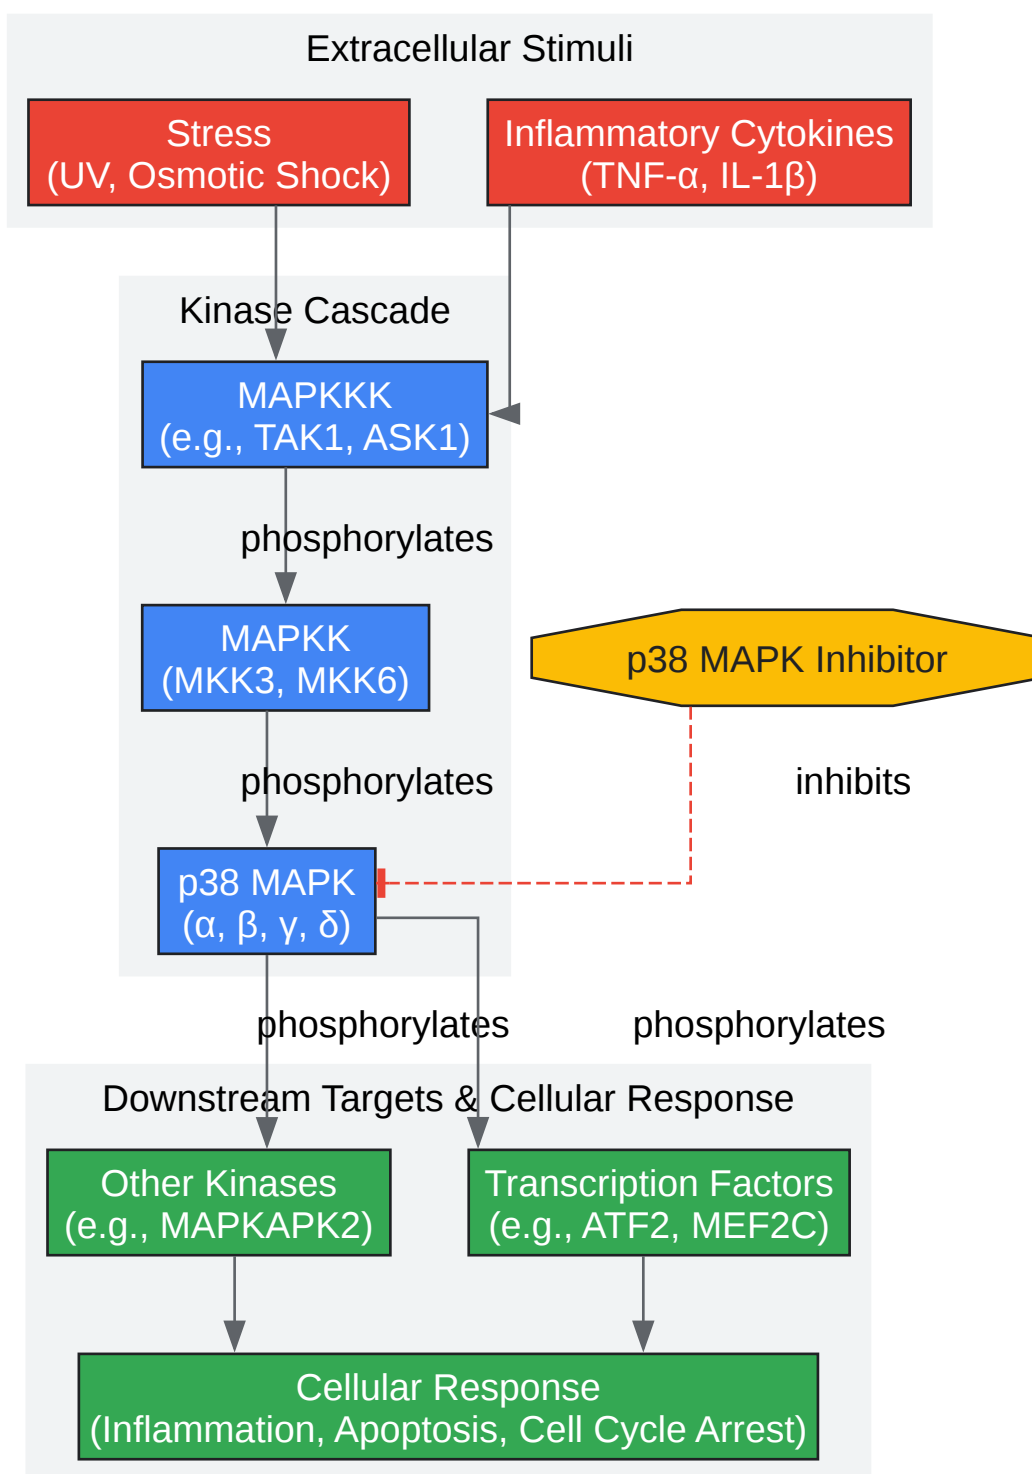 Extracellular Stimuli
Stress
(UV, Osmotic Shock)
Inflammatory Cytokines
(TNF-α, IL-1β)
Kinase Cascade
MAPKKK
(e.g., TAK1, ASK1)
phosphorylates
MAPKK
(MKK3, MKK6)
p38 MAPK Inhibitor
phosphorylates
inhibits
p38 MAPK
(α, β, γ, δ)
phosphorylates
phosphorylates
Downstream Targets & Cellular Response
Other Kinases
(e.g., MAPKAPK2)
Transcription Factors
(e.g., ATF2, MEF2C)
Cellular Response
(Inflammation, Apoptosis, Cell Cycle Arrest)